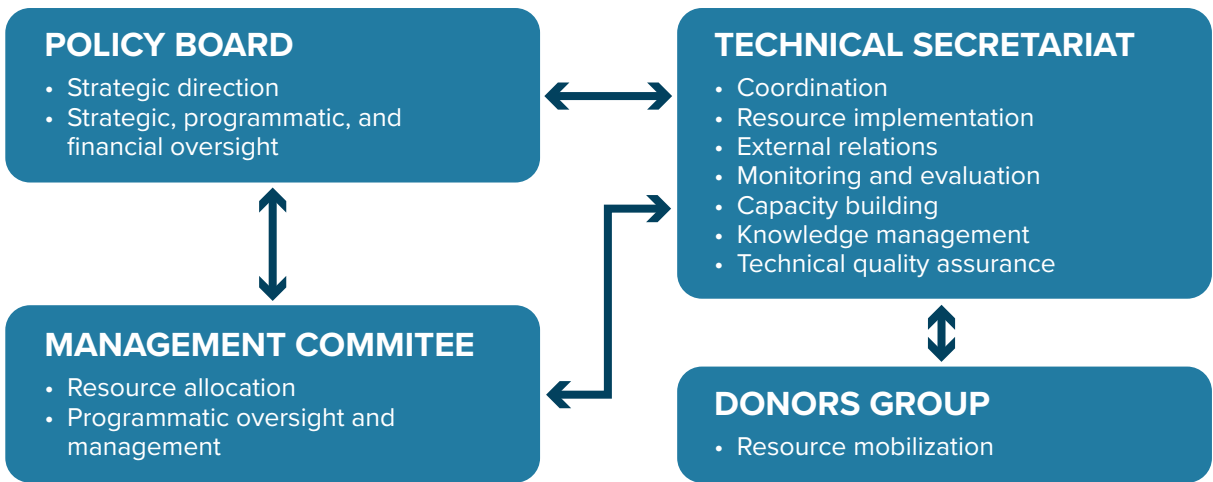 POLICY BOARD
• Strategic direction
• Strategic, programmatic, and
financial oversight
TECHNICAL SECRETARIAT
• Coordination
• Resource implementation
• External relations
• Monitoring and evaluation
• Capacity building
• Knowledge management
• Technical quality assurance
MANAGEMENT COMMITEE
• Resource allocation
• Programmatic oversight and
management
DONORS GROUP
• Resource mobilization